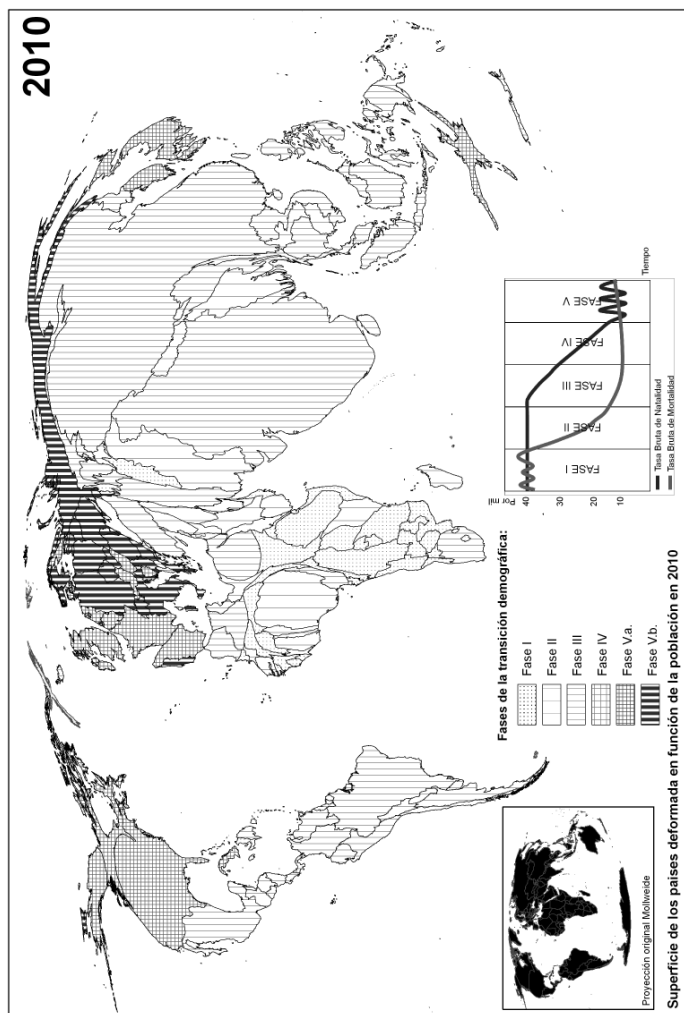 2010
Fases de la transición demográfica:
Fase I
Fase II
Fase III
Fase IV
Fase V.a.
Fase V.b.
Por mil
40
30
20
10
FASE I
FASE II
FASE III
FASE IV
FASE V
Tiempo
Tasa Bruta de Natalidad
Tasa Bruta de Mortalidad
Proyección original Mollweide
Superficie de los países deformada en función de la población en 2010